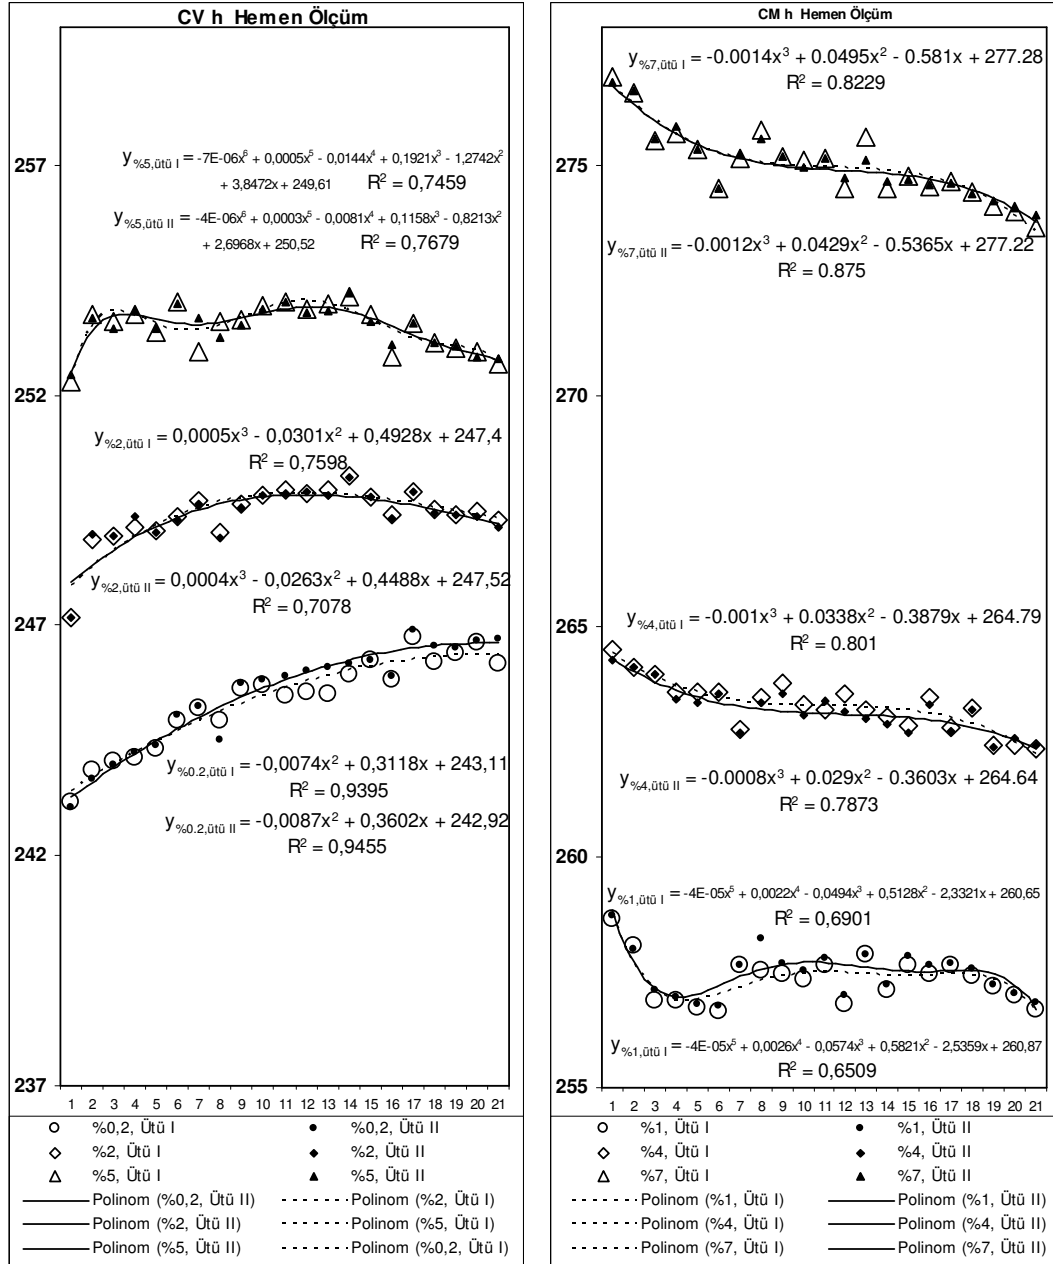 CV h Hemen Ölçüm
y%5,ütü I = -7E-06x⁶ + 0,0005x⁵ - 0,0144x⁴ + 0,1921x³ - 1,2742x²
+ 3,8472x + 249,61 R² = 0,7459
y%5,ütü II = -4E-06x⁶ + 0,0003x⁵ - 0,0081x⁴ + 0,1158x³ - 0,8213x²
+ 2,6968x + 250,52 R² = 0,7679
y%2,ütü I = 0,0005x³ - 0,0301x² + 0,4928x + 247,4
R² = 0,7598
y%2,ütü II = 0,0004x³ - 0,0263x² + 0,4488x + 247,52
R² = 0,7078
y%0.2,ütü I = -0,0074x² + 0,3118x + 243,11
R² = 0,9395
y%0.2,ütü II = -0,0087x² + 0,3602x + 242,92
R² = 0,9455
257
252
247
242
237
1 2 3 4 5 6 7 8 9 10 11 12 13 14 15 16 17 18 19 20 21
%0,2, Ütü I %0,2, Ütü II
%2, Ütü I %2, Ütü II
%5, Ütü I %5, Ütü II
Polinom (%0,2, Ütü II) Polinom (%2, Ütü I)
Polinom (%2, Ütü II) Polinom (%5, Ütü I)
Polinom (%5, Ütü II) Polinom (%0,2, Ütü I)
CM h Hemen Ölçüm
y%7,ütü I = -0.0014x³ + 0.0495x² - 0.581x + 277.28
R² = 0.8229
y%7,ütü II = -0.0012x³ + 0.0429x² - 0.5365x + 277.22
R² = 0.875
y%4,ütü I = -0.001x³ + 0.0338x² - 0.3879x + 264.79
R² = 0.801
y%4,ütü II = -0.0008x³ + 0.029x² - 0.3603x + 264.64
R² = 0.7873
y%1,ütü I = -4E-05x⁵ + 0,0022x⁴ - 0,0494x³ + 0,5128x² - 2,3321x + 260,65
R² = 0,6901
y%1,ütü I = -4E-05x⁵ + 0,0026x⁴ - 0,0574x³ + 0,5821x² - 2,5359x + 260,87
R² = 0,6509
275
270
265
260
255
1 2 3 4 5 6 7 8 9 10 11 12 13 14 15 16 17 18 19 20 21
%1, Ütü I %1, Ütü II
%4, Ütü I %4, Ütü II
%7, Ütü I %7, Ütü II
Polinom (%1, Ütü I) Polinom (%1, Ütü II)
Polinom (%4, Ütü I) Polinom (%4, Ütü II)
Polinom (%7, Ütü I) Polinom (%7, Ütü II)